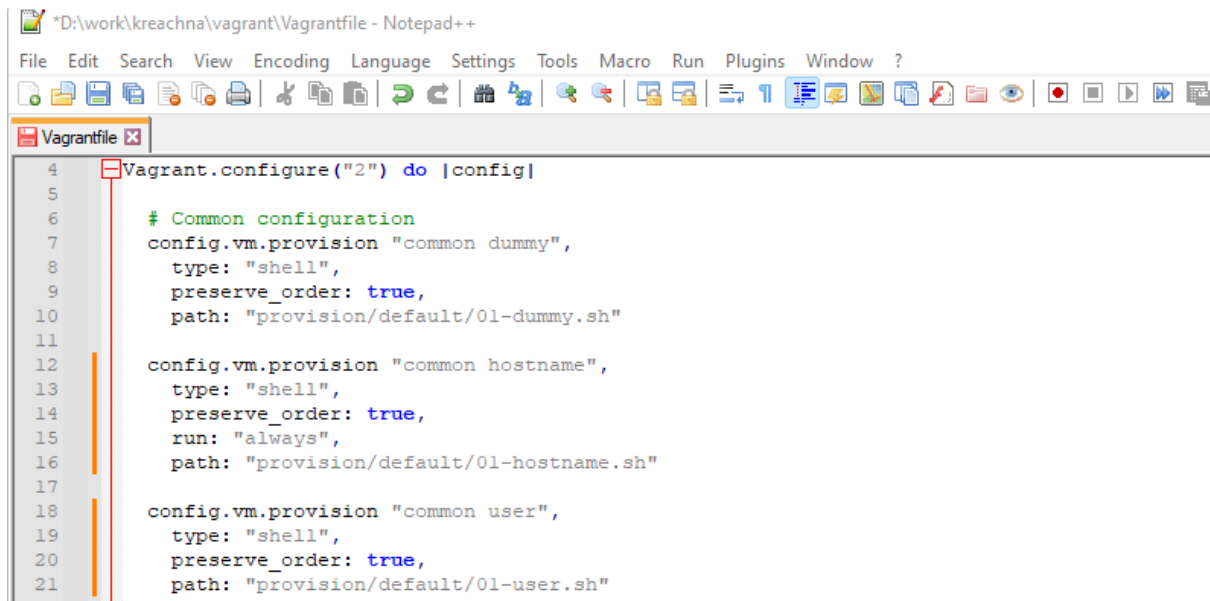 *D:\work\kreachna\vagrant\Vagrantfile - Notepad++
File Edit Search View Encoding Language Settings Tools Macro Run Plugins Window ?
Vagrantfile
4 Vagrant.configure("2") do |config|
5
6 # Common configuration
7 config.vm.provision "common dummy",
8 type: "shell",
9 preserve_order: true,
10 path: "provision/default/01-dummy.sh"
11
12 config.vm.provision "common hostname",
13 type: "shell",
14 preserve_order: true,
15 run: "always",
16 path: "provision/default/01-hostname.sh"
17
18 config.vm.provision "common user",
19 type: "shell",
20 preserve_order: true,
21 path: "provision/default/01-user.sh"